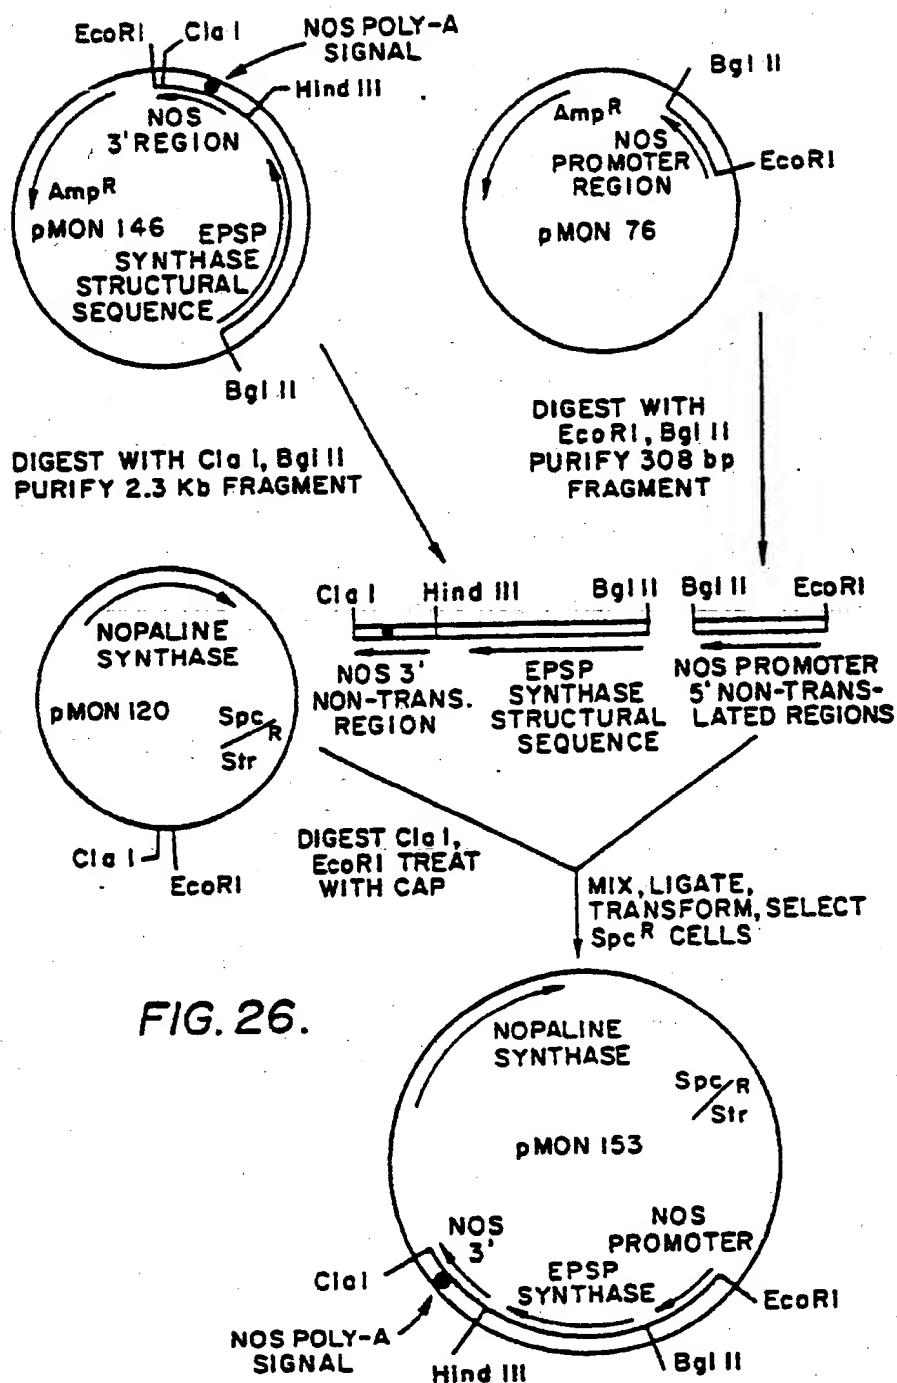 EcoRI
Cla I
NOS POLY-A
SIGNAL
Hind III
NOS
3' REGION
AmpR
pMON 146
EPSP
SYNTHASE
STRUCTURAL
SEQUENCE
Bgl II
Bgl II
AmpR
NOS
PROMOTER
REGION
EcoRI
pMON 76
DIGEST WITH Cla I, Bgl II
PURIFY 2.3 Kb FRAGMENT
DIGEST WITH
EcoRI, Bgl II
PURIFY 308 bp
FRAGMENT
NOPALINE
SYNTHASE
pMON 120
Spc R
Str
Cla I
EcoRI
Cla I
Hind III
Bgl II
Bgl II
EcoRI
NOS 3'
NON-TRANS.
REGION
EPSP
SYNTHASE
STRUCTURAL
SEQUENCE
NOS PROMOTER
5' NON-TRANS-
LATED REGIONS
DIGEST Cla I,
EcoRI TREAT
WITH CAP
MIX, LIGATE,
TRANSFORM, SELECT
SpcR CELLS
FIG. 26.
NOPALINE
SYNTHASE
Spc R
Str
pMON 153
NOS
3'
NOS
PROMOTER
EPSP
SYNTHASE
Cla I
EcoRI
NOS POLY-A
SIGNAL
Hind III
Bgl II